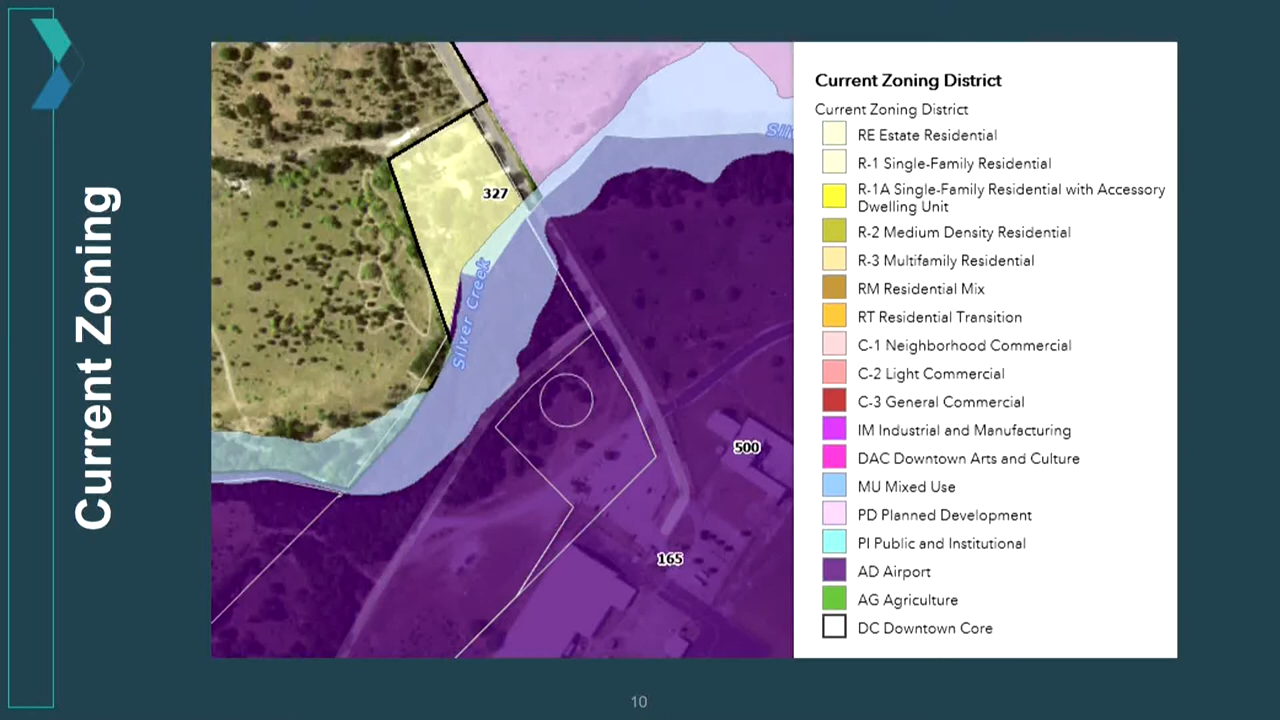 Current Zoning
327
Silver Creek
500
165
Current Zoning District
Current Zoning District
RE Estate Residential
R-1 Single-Family Residential
R-1A Single-Family Residential with Accessory
Dwelling Unit
R-2 Medium Density Residential
R-3 Multifamily Residential
RM Residential Mix
RT Residential Transition
C-1 Neighborhood Commercial
C-2 Light Commercial
C-3 General Commercial
IM Industrial and Manufacturing
DAC Downtown Arts and Culture
MU Mixed Use
PD Planned Development
PI Public and Institutional
AD Airport
AG Agriculture
DC Downtown Core
10